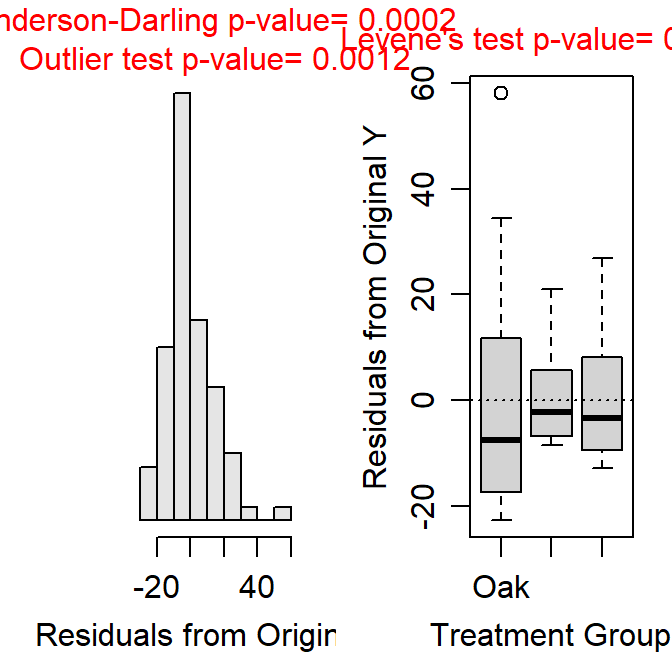 nderson-Darling p-value= 0.0002
Outlier test p-value= 0.0012
-20 40
Residuals from Origin
Levene's test p-value= 0
Residuals from Original Y
60
40
20
0
-20
Oak
Treatment Group